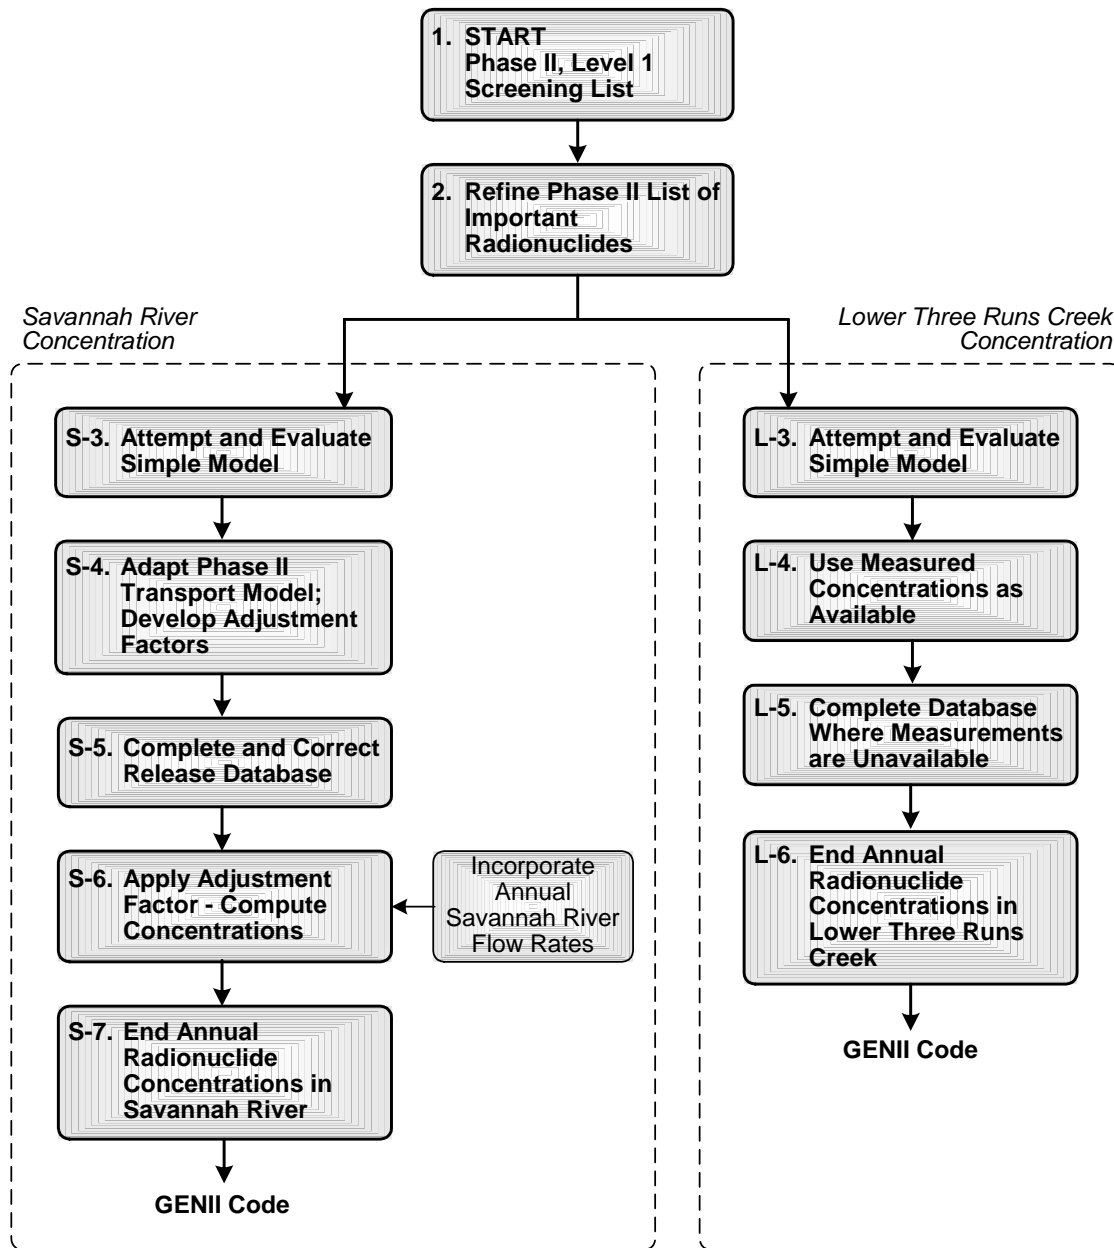 1. START
Phase II, Level 1
Screening List
2. Refine Phase II List of
Important
Radionuclides
Savannah River
Concentration
S-3. Attempt and Evaluate
Simple Model
S-4. Adapt Phase II
Transport Model;
Develop Adjustment
Factors
S-5. Complete and Correct
Release Database
S-6. Apply Adjustment
Factor - Compute
Concentrations
Incorporate
Annual
Savannah River
Flow Rates
S-7. End Annual
Radionuclide
Concentrations in
Savannah River
GENII Code
Lower Three Runs Creek
Concentration
L-3. Attempt and Evaluate
Simple Model
L-4. Use Measured
Concentrations as
Available
L-5. Complete Database
Where Measurements
are Unavailable
L-6. End Annual
Radionuclide
Concentrations in
Lower Three Runs
Creek
GENII Code